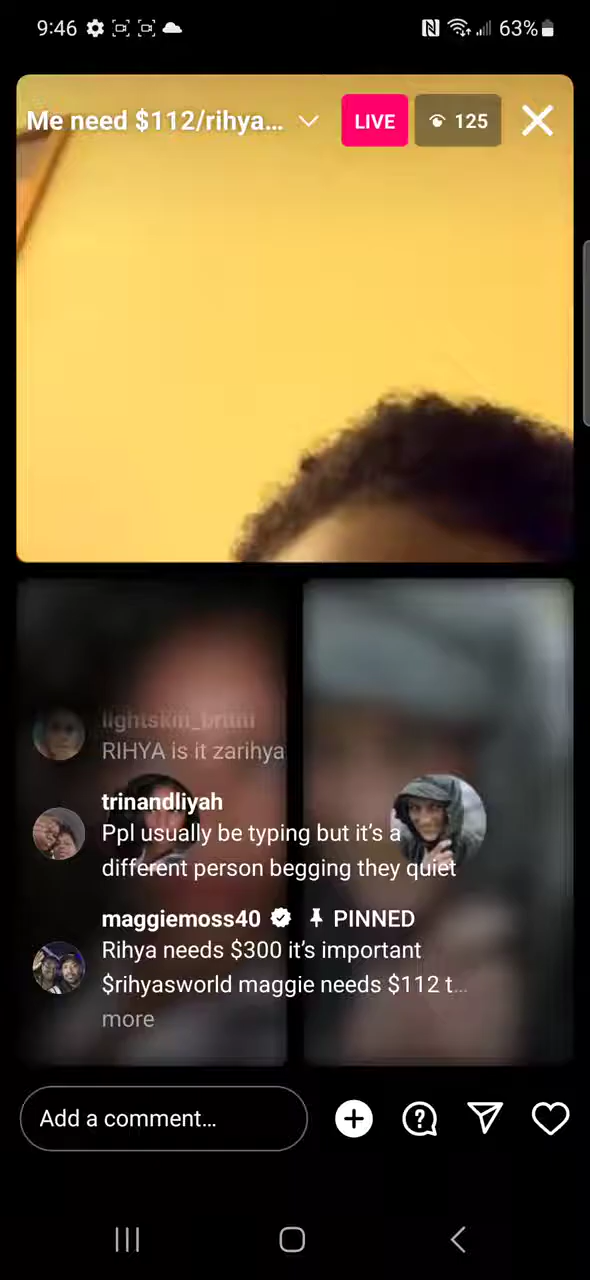 9:46
63%
Me need $112/rihya...
LIVE
125
lightskin_briini
RIHYA is it zarihya
trinandliyah
Ppl usually be typing but it's a
different person begging they quiet
maggiemoss40 PINNED
Rihya needs $300 it's important
$rihyasworld maggie needs $112 t...
more
Add a comment...